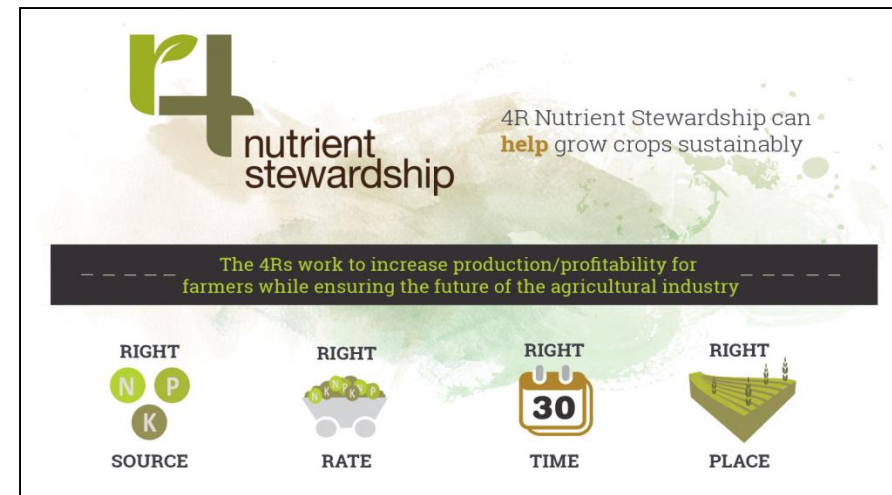 r4
nutrient
stewardship
4R Nutrient Stewardship can
help grow crops sustainably
The 4Rs work to increase production/profitability for
farmers while ensuring the future of the agricultural industry
RIGHT
N P
K
SOURCE
RIGHT
N K N P K P
RATE
RIGHT
30
TIME
RIGHT
PLACE